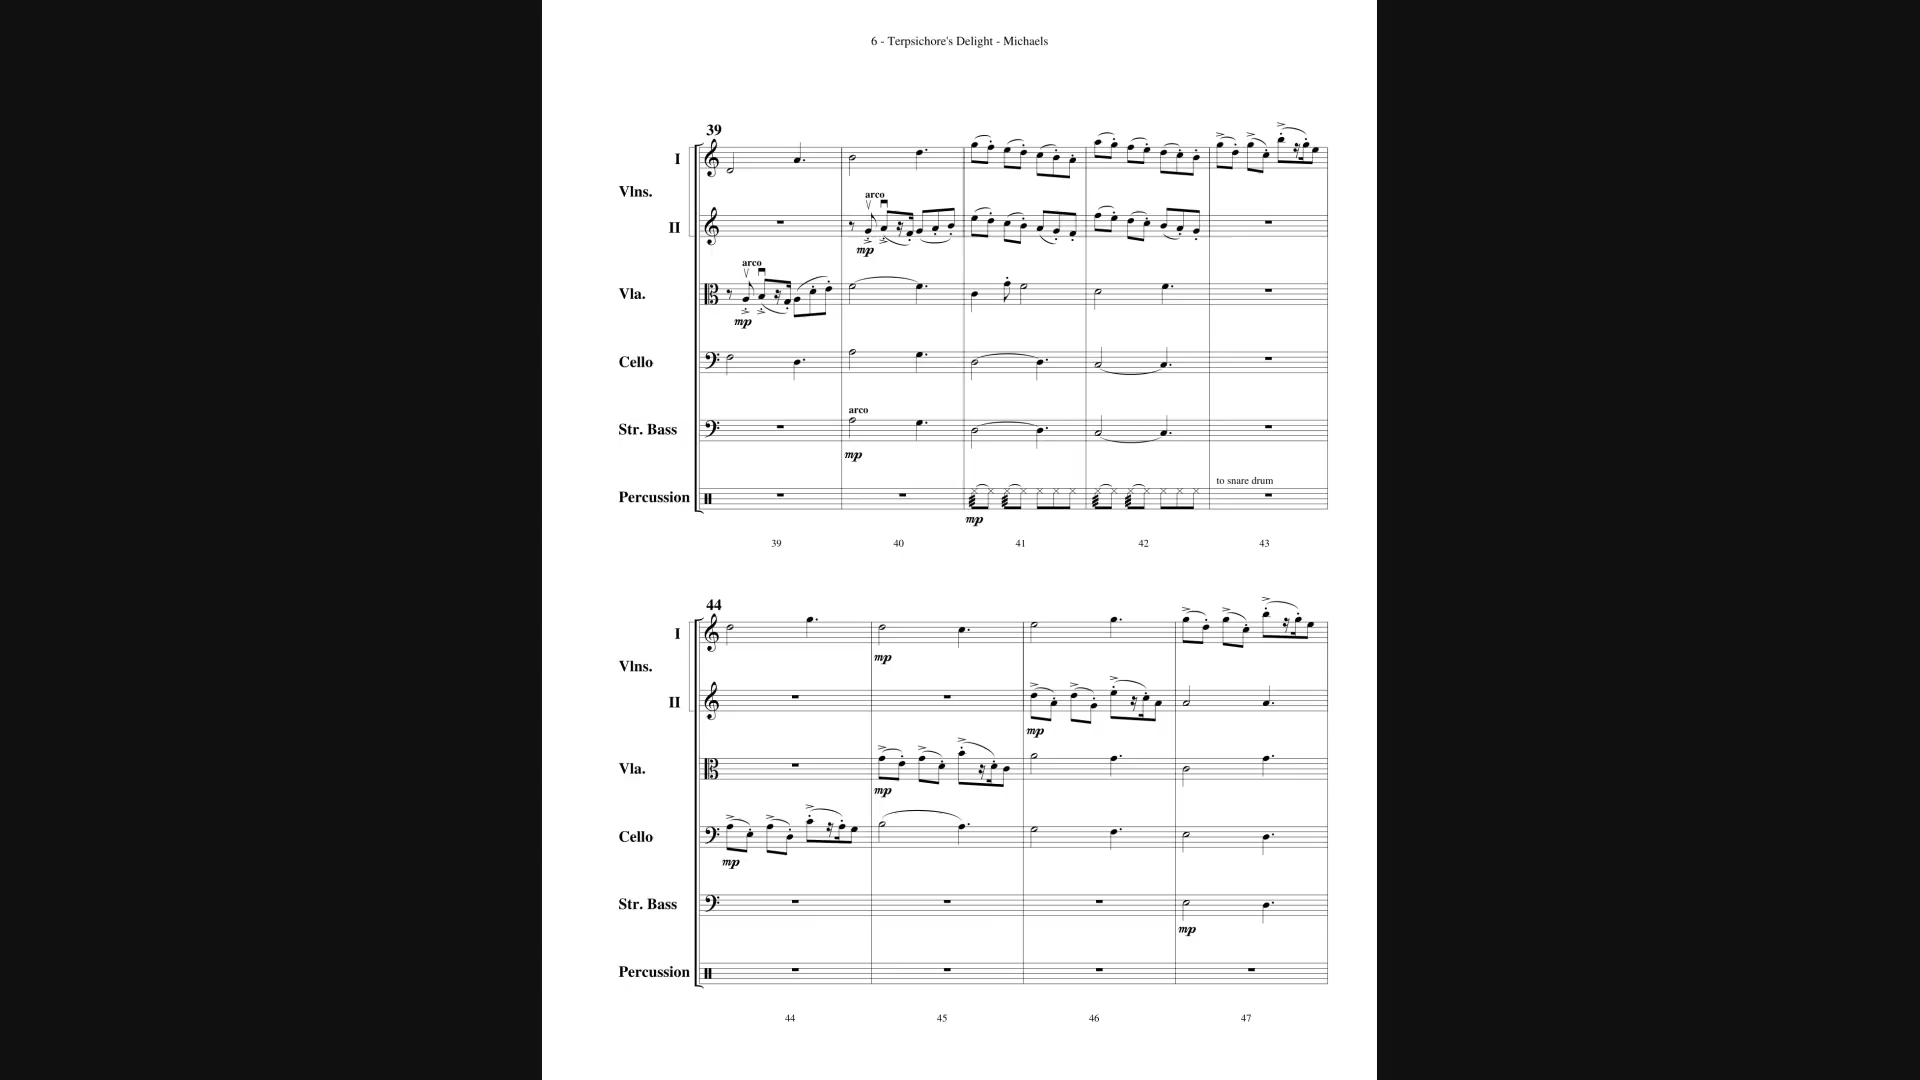 6 - Terpsichore's Delight - Michaels
39
I
Vlns.
arco
II
mp
arco
Vla.
mp
Cello
arco
Str. Bass
mp
to snare drum
Percussion
mp
39 40 41 42 43
44
I
Vlns.
mp
II
mp
Vla.
mp
Cello
mp
Str. Bass
mp
Percussion
44 45 46 47